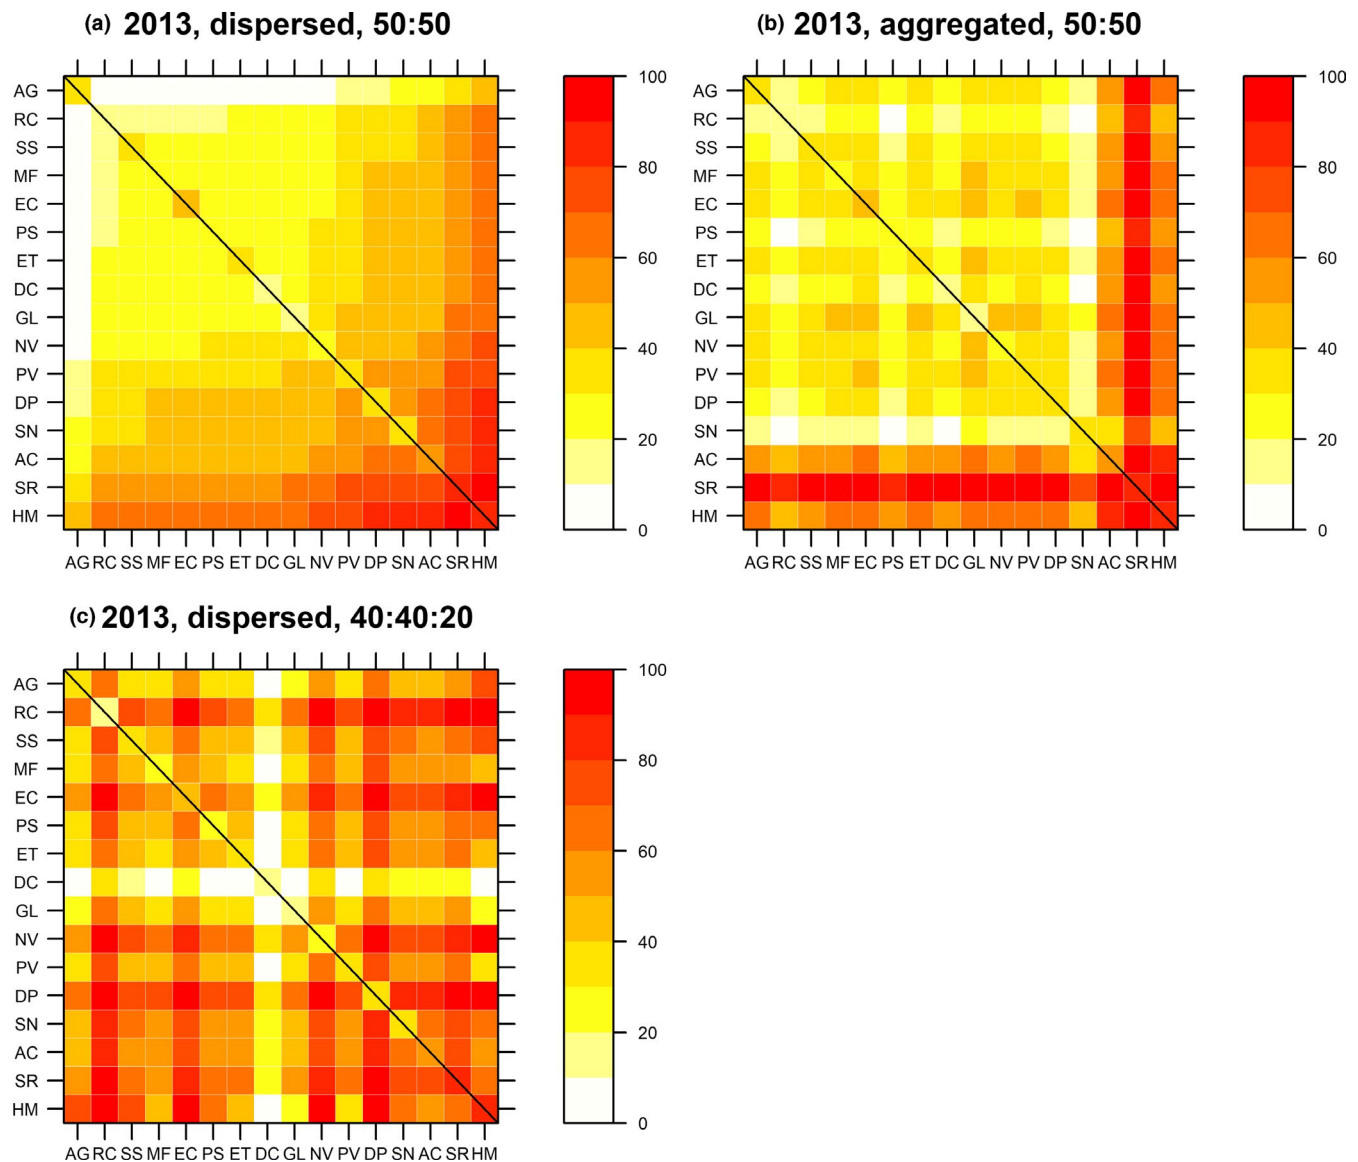 (a) 2013, dispersed, 50:50
(b) 2013, aggregated, 50:50
AG
RC
SS
MF
EC
PS
ET
DC
GL
NV
PV
DP
SN
AC
SR
HM
AG RC SS MF EC PS ET DC GL NV PV DP SN AC SR HM
100
80
60
40
20
0
AG
RC
SS
MF
EC
PS
ET
DC
GL
NV
PV
DP
SN
AC
SR
HM
AG RC SS MF EC PS ET DC GL NV PV DP SN AC SR HM
100
80
60
40
20
0
(c) 2013, dispersed, 40:40:20
AG
RC
SS
MF
EC
PS
ET
DC
GL
NV
PV
DP
SN
AC
SR
HM
AG RC SS MF EC PS ET DC GL NV PV DP SN AC SR HM
100
80
60
40
20
0